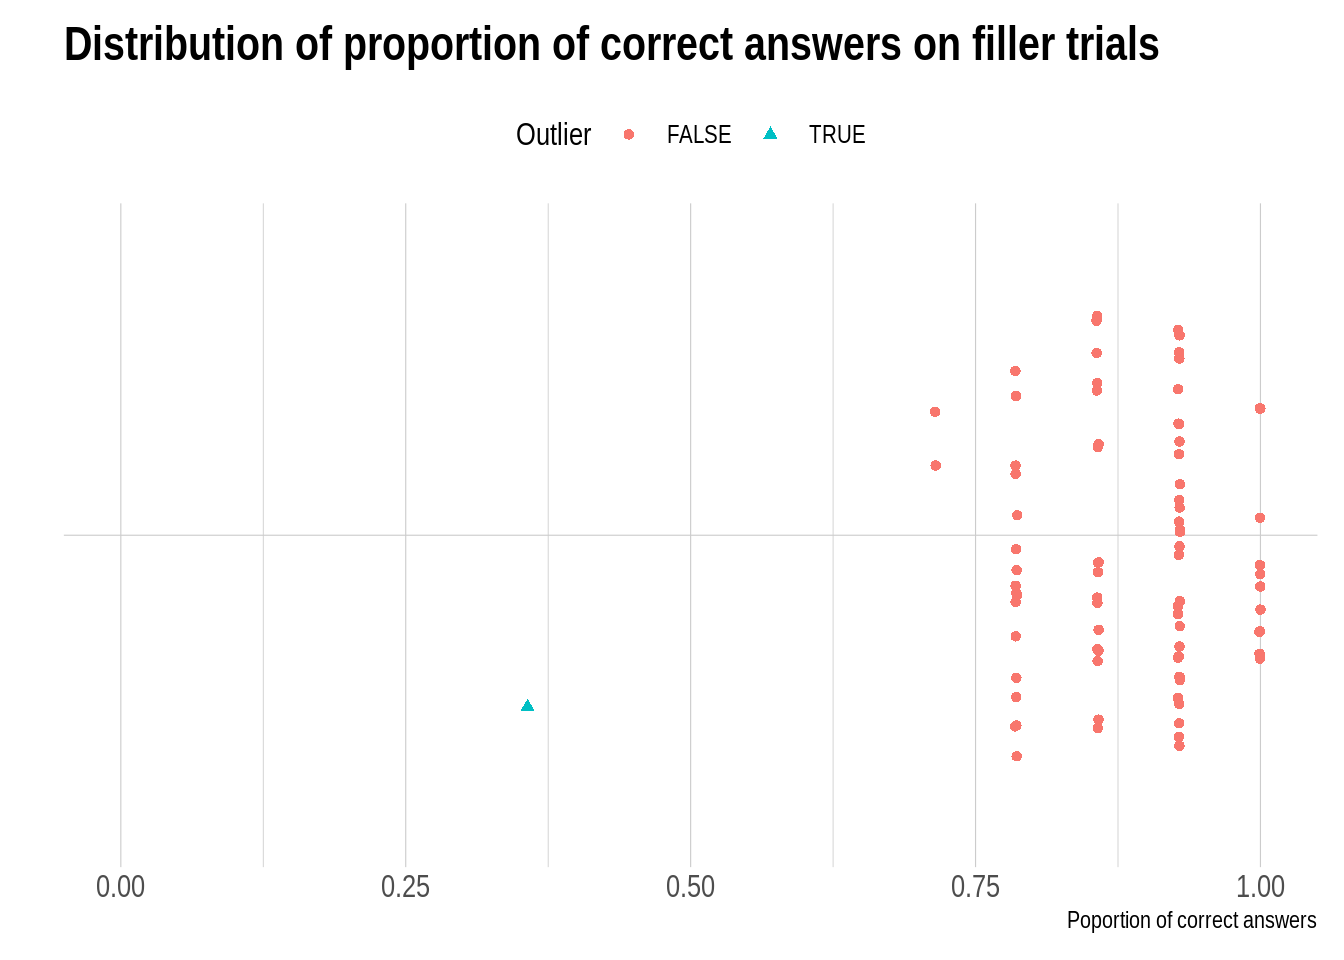 Distribution of proportion of correct answers on filler trials
Outlier FALSE TRUE
0.00 0.25 0.50 0.75 1.00
Poportion of correct answers